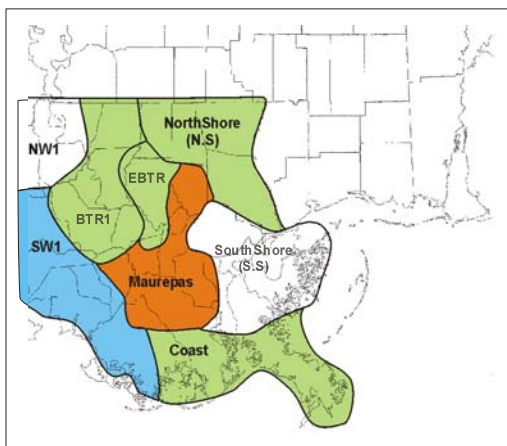 NorthShore
(N.S)
NW1
EBTR
BTR1
SW1
SouthShore
(S.S)
Maurepas
Coast